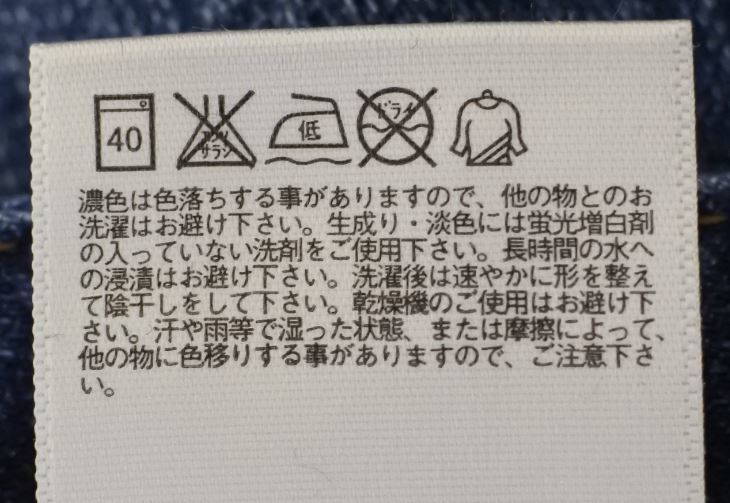 40 エンソサラシ 低 ドライ
濃色は色落ちする事がありますので、他の物とのお
洗濯はお避け下さい。生成り・淡色には蛍光増白剤
の入っていない洗剤をご使用下さい。長時間の水へ
の浸漬はお避け下さい。洗濯後は速やかに形を整え
て陰干しをして下さい。乾燥機のご使用はお避け下
さい。汗や雨等で湿った状態、または摩擦によって、
他の物に色移りする事がありますので、ご注意下さ
い。